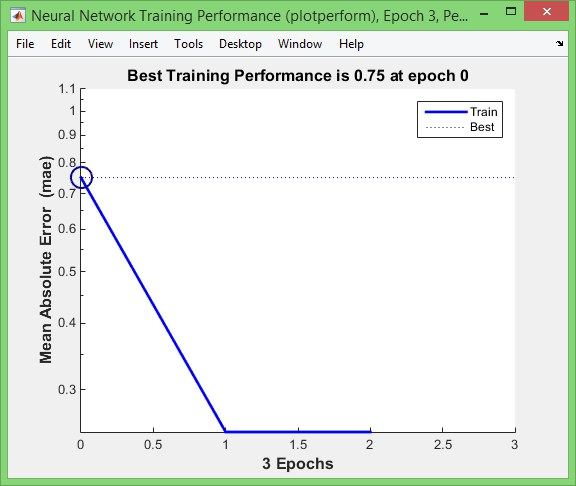 Neural Network Training Performance (plotperform), Epoch 3, Pe...
File Edit View Insert Tools Desktop Window Help
Best Training Performance is 0.75 at epoch 0
1.1
1
0.9
0.8
0.7
0.6
0.5
0.4
0.3
Mean Absolute Error (mae)
Train
Best
0 0.5 1 1.5 2 2.5 3
3 Epochs